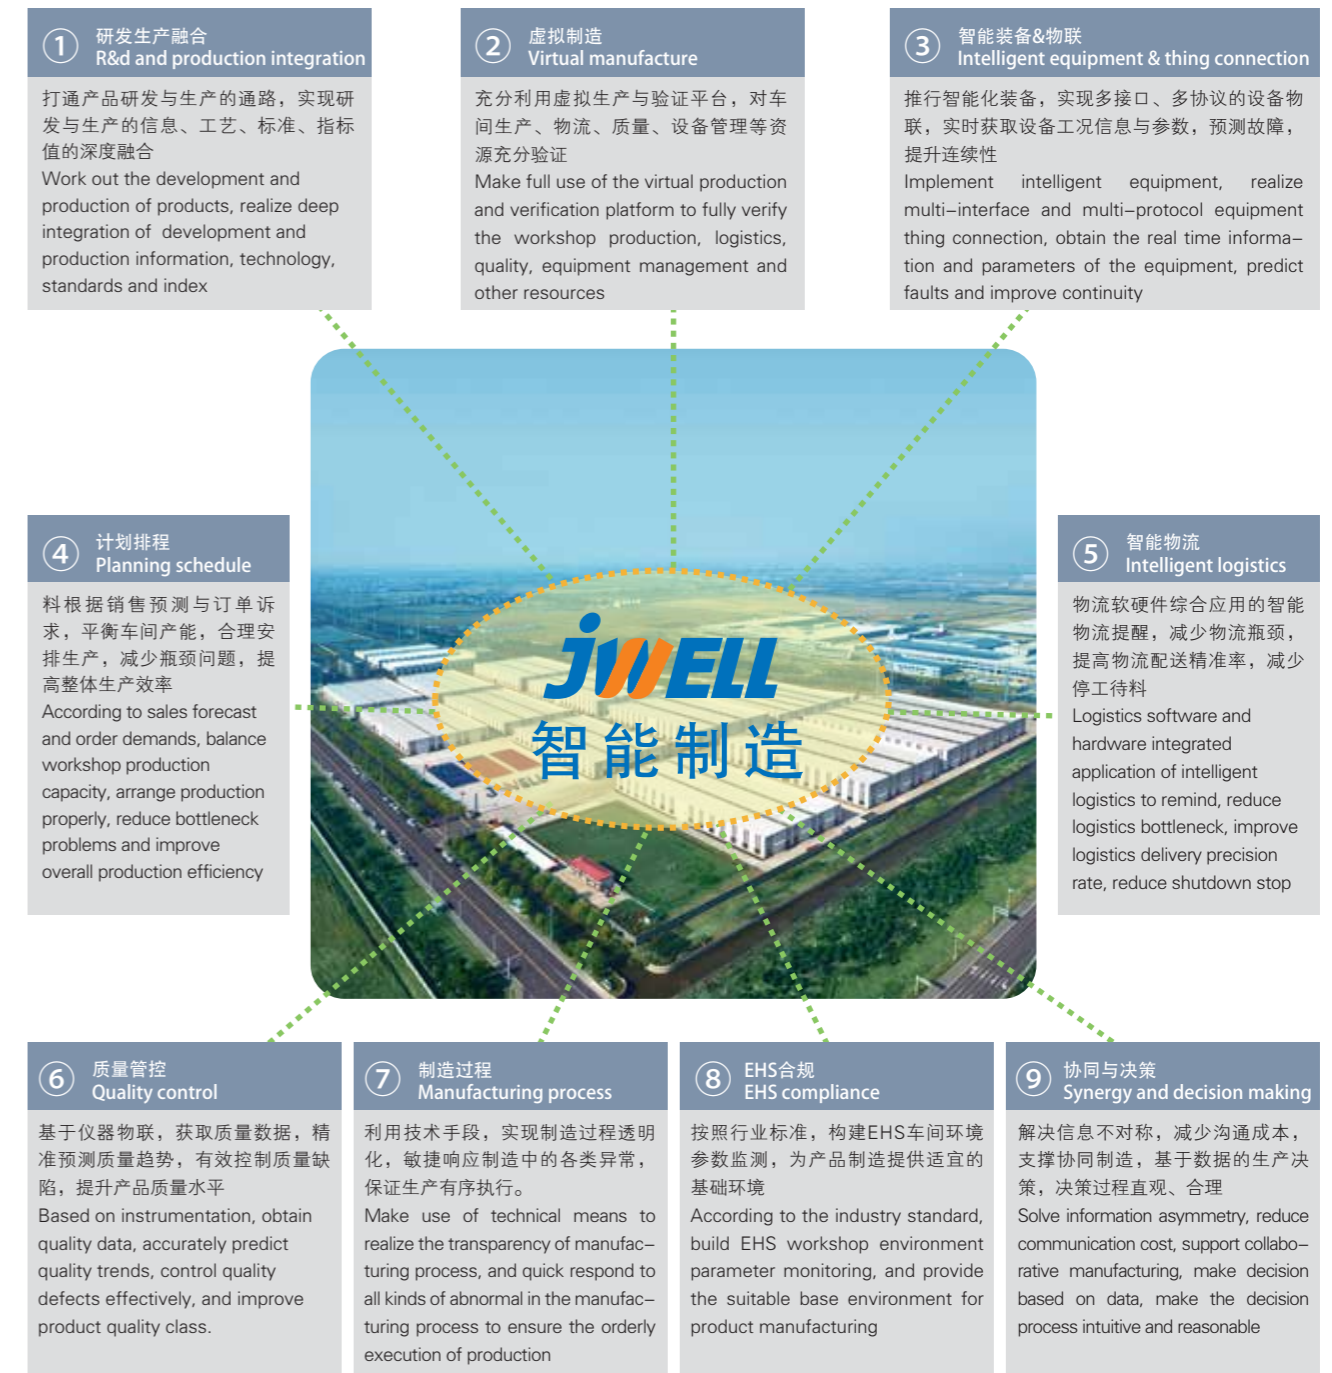 ① 研发生产融合
R&d and production integration
打通产品研发与生产的通路，实现研
发与生产的信息、工艺、标准、指标
值的深度融合
Work out the development and
production of products, realize deep
integration of development and
production information, technology,
standards and index
② 虚拟制造
Virtual manufacture
充分利用虚拟生产与验证平台，对车
间生产、物流、质量、设备管理等资
源充分验证
Make full use of the virtual production
and verification platform to fully verify
the workshop production, logistics,
quality, equipment management and
other resources
③ 智能装备&物联
Intelligent equipment & thing connection
推行智能化装备，实现多接口、多协议的设备物
联，实时获取设备工况信息与参数，预测故障，
提升连续性
Implement intelligent equipment, realize
multi-interface and multi-protocol equipment
thing connection, obtain the real time informa-
tion and parameters of the equipment, predict
faults and improve continuity
④ 计划排程
Planning schedule
料根据销售预测与订单诉
求，平衡车间产能，合理安
排生产，减少瓶颈问题，提
高整体生产效率
According to sales forecast
and order demands, balance
workshop production
capacity, arrange production
properly, reduce bottleneck
problems and improve
overall production efficiency
JWELL
智能制造
⑤ 智能物流
Intelligent logistics
物流软硬件综合应用的智能
物流提醒，减少物流瓶颈，
提高物流配送精准率，减少
停工待料
Logistics software and
hardware integrated
application of intelligent
logistics to remind, reduce
logistics bottleneck, improve
logistics delivery precision
rate, reduce shutdown stop
⑥ 质量管控
Quality control
基于仪器物联，获取质量数据，精
准预测质量趋势，有效控制质量缺
陷，提升产品质量水平
Based on instrumentation, obtain
quality data, accurately predict
quality trends, control quality
defects effectively, and improve
product quality class.
⑦ 制造过程
Manufacturing process
利用技术手段，实现制造过程透明
化，敏捷响应制造中的各类异常，
保证生产有序执行。
Make use of technical means to
realize the transparency of manufac-
turing process, and quick respond to
all kinds of abnormal in the manufac-
turing process to ensure the orderly
execution of production
⑧ EHS合规
EHS compliance
按照行业标准，构建EHS车间环境
参数监测，为产品制造提供适宜的
基础环境
According to the industry standard,
build EHS workshop environment
parameter monitoring, and provide
the suitable base environment for
product manufacturing
⑨ 协同与决策
Synergy and decision making
解决信息不对称，减少沟通成本，
支撑协同制造，基于数据的生产决
策，决策过程直观、合理
Solve information asymmetry, reduce
communication cost, support collabo-
rative manufacturing, make decision
based on data, make the decision
process intuitive and reasonable